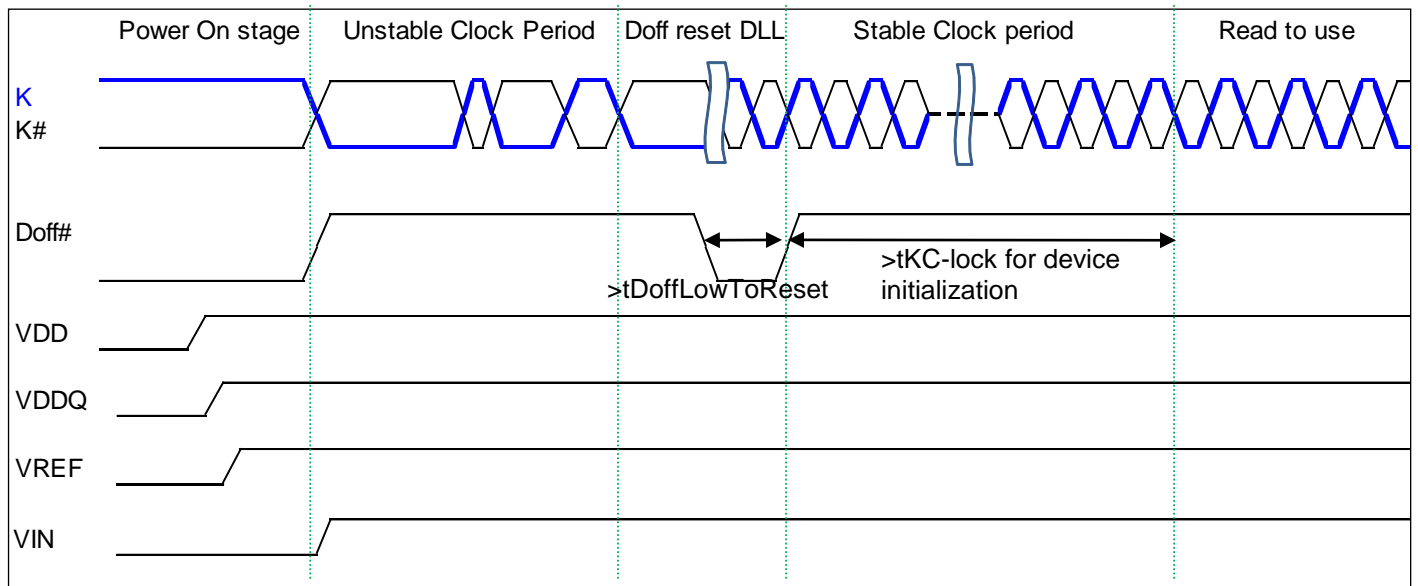 Power On stage Unstable Clock Period Doff reset DLL Stable Clock period Read to use
K
K#
Doff#
>tDoffLowToReset
>tKC-lock for device
initialization
VDD
VDDQ
VREF
VIN